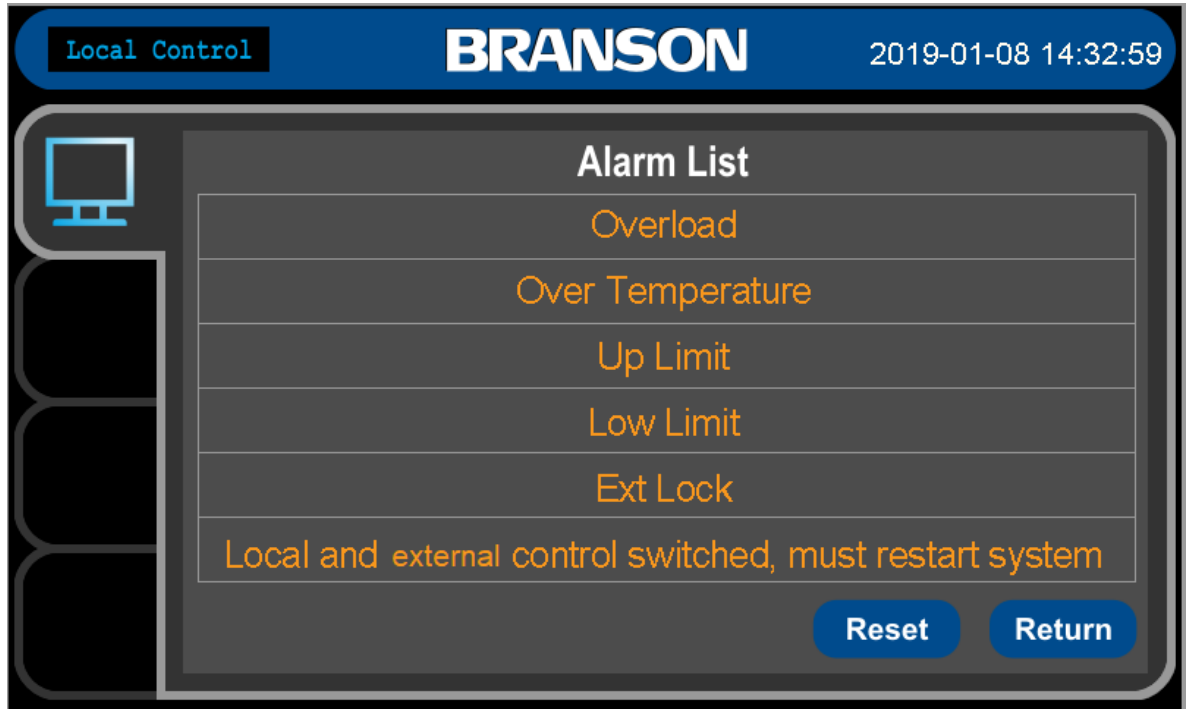 Local Control
BRANSON
2019-01-08 14:32:59
Alarm List
Overload
Over Temperature
Up Limit
Low Limit
Ext Lock
Local and external control switched, must restart system
Reset
Return